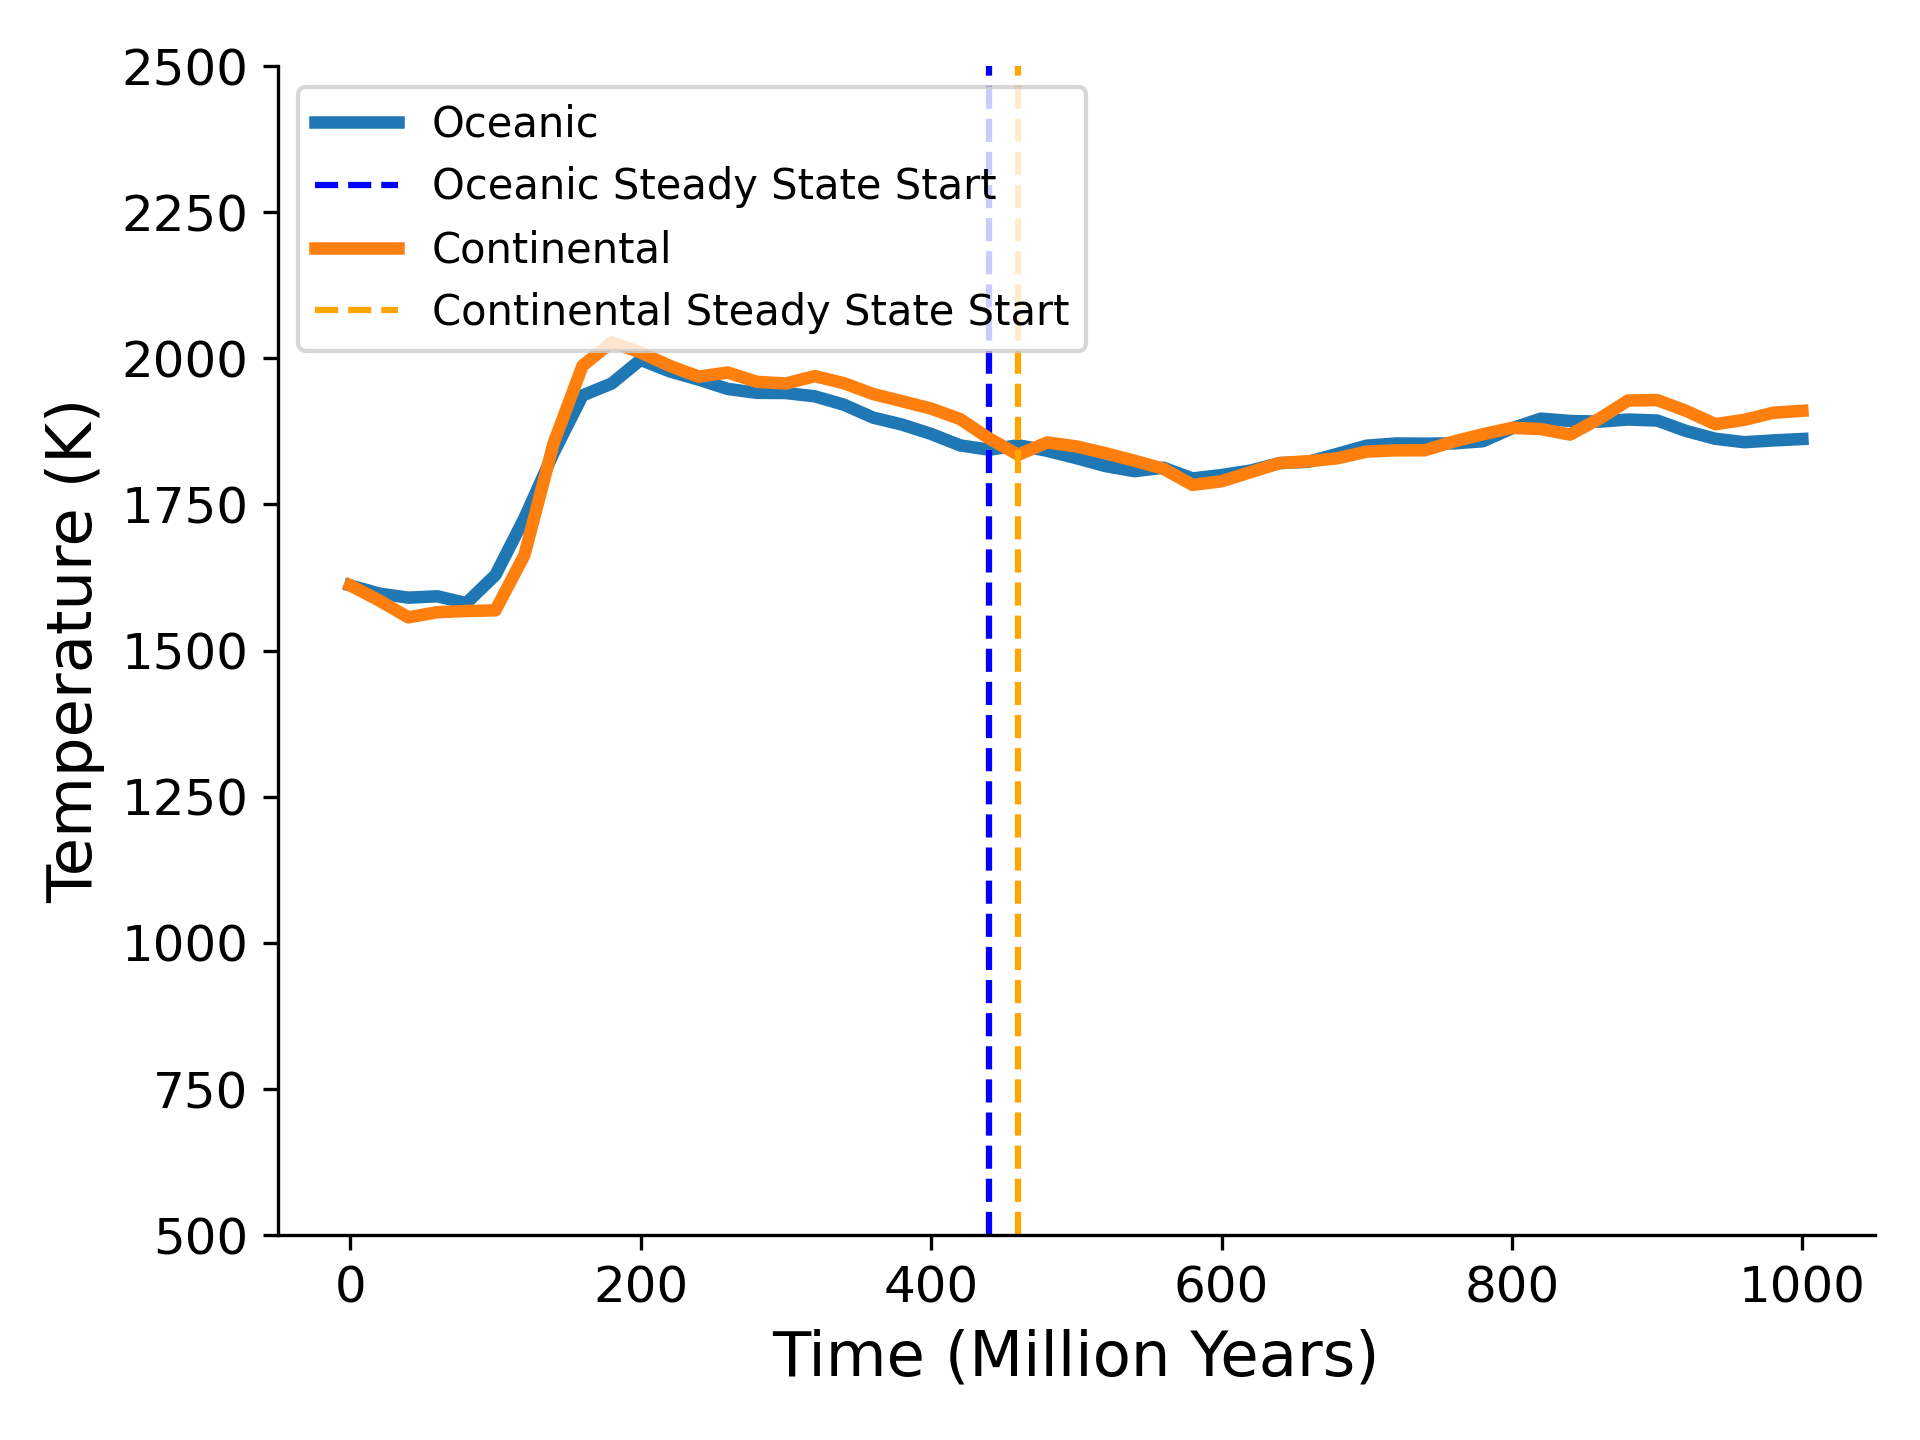 2500
2250
2000
1750
1500
1250
1000
750
500
Temperature (K)
Oceanic
Oceanic Steady State Start
Continental
Continental Steady State Start
0 200 400 600 800 1000
Time (Million Years)